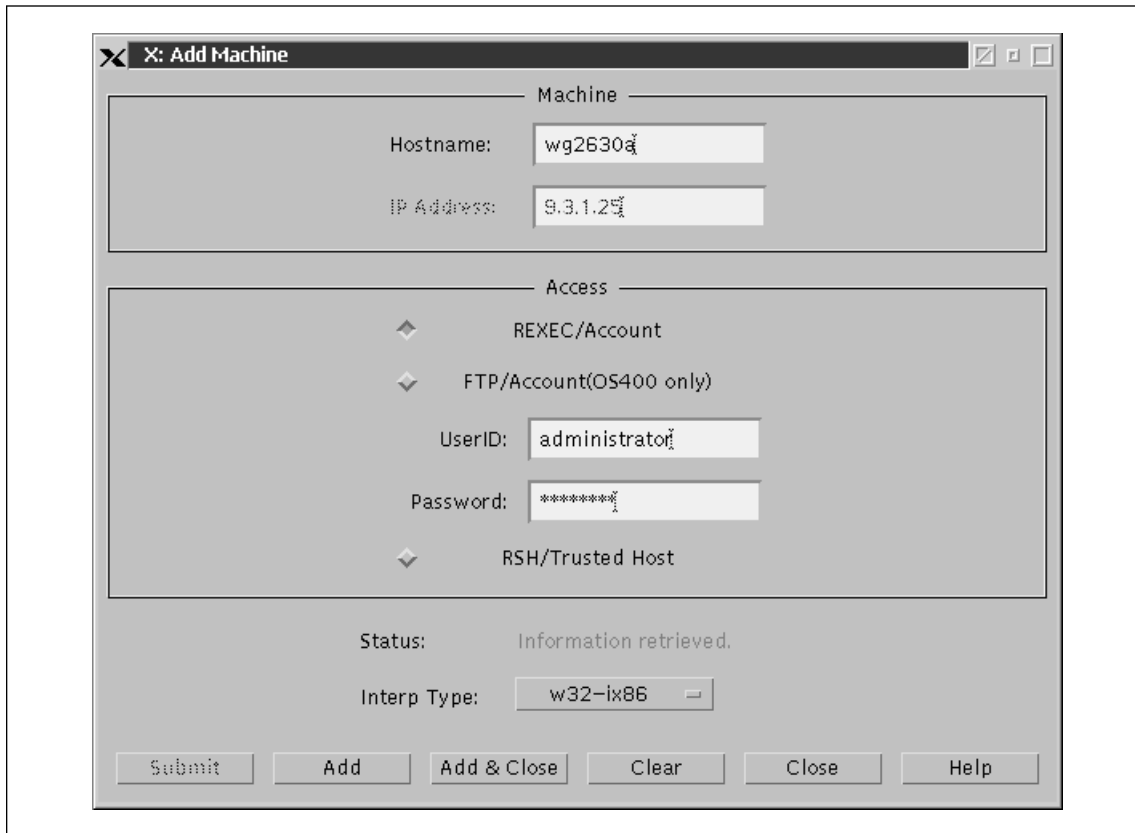 X: Add Machine
Machine
Hostname: wg2630a
IP Address: 9.3.1.25
Access
REXEC/Account
FTP/Account(OS400 only)
UserID: administrator
Password: ********
RSH/Trusted Host
Status: Information retrieved.
Interp Type: w32-ix86
Submit Add Add & Close Clear Close Help